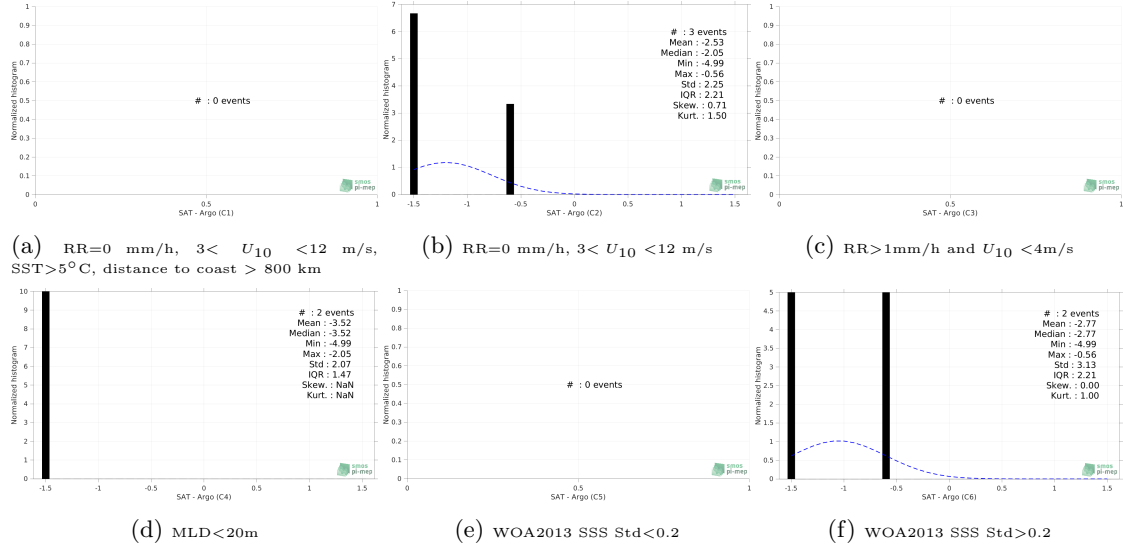 1
0.9
0.8
0.7
0.6
0.5
0.4
0.3
0.2
0.1
0
0
0.5
1
Normalized histogram
# : 0 events
smos
pi-mep
SAT - Argo (C1)
(a) RR=0 mm/h, 3< U10 <12 m/s,
SST>5°C, distance to coast > 800 km
7
6
5
4
3
2
1
0
-1.5
-1
-0.5
0
0.5
1
1.5
Normalized histogram
# : 3 events
Mean : -2.53
Median : -2.05
Min : -4.99
Max : -0.56
Std : 2.25
IQR : 2.21
Skew. : 0.71
Kurt. : 1.50
smos
pi-mep
SAT - Argo (C2)
(b) RR=0 mm/h, 3< U10 <12 m/s
1
0.9
0.8
0.7
0.6
0.5
0.4
0.3
0.2
0.1
0
0
0.5
1
Normalized histogram
# : 0 events
smos
pi-mep
SAT - Argo (C3)
(c) RR>1mm/h and U10 <4m/s
10
9
8
7
6
5
4
3
2
1
0
-1.5
-1
-0.5
0
0.5
1
1.5
Normalized histogram
# : 2 events
Mean : -3.52
Median : -3.52
Min : -4.99
Max : -2.05
Std : 2.07
IQR : 1.47
Skew. : NaN
Kurt. : NaN
smos
pi-mep
SAT - Argo (C4)
(d) MLD<20m
1
0.9
0.8
0.7
0.6
0.5
0.4
0.3
0.2
0.1
0
0
0.5
1
Normalized histogram
# : 0 events
smos
pi-mep
SAT - Argo (C5)
(e) WOA2013 SSS Std<0.2
5
4.5
4
3.5
3
2.5
2
1.5
1
0.5
0
-1.5
-1
-0.5
0
0.5
1
1.5
Normalized histogram
# : 2 events
Mean : -2.77
Median : -2.77
Min : -4.99
Max : -0.56
Std : 3.13
IQR : 2.21
Skew. : 0.00
Kurt. : 1.00
smos
pi-mep
SAT - Argo (C6)
(f) WOA2013 SSS Std>0.2